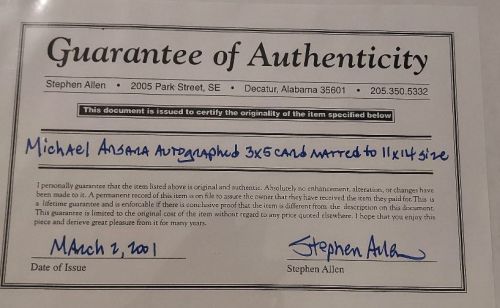 Guarantee of Authenticity
Stephen Allen • 2005 Park Street, SE • Decatur, Alabama 35601 • 205.350.5332
This document is issued to certify the originality of the item specified below
Michael Ansara Autographed 3x5 card matted to 11x14 size
I personally guarantee that the item listed above is original and authentic. Absolutely no enhancement, alteration, or changes have
been made to it. A permanent record of this item is on file to assure the owner that they have received the item they paid for. This is
a lifetime guarantee and is enforcable if there is conclusive proof that the item is different from the description on this document.
This guarantee is limited to the original cost of the item without regard to any price quoted elsewhere. I hope that you enjoy this
piece and derieve great pleasure from it for many years.
March 2, 2001
Stephen Allen
Date of Issue
Stephen Allen